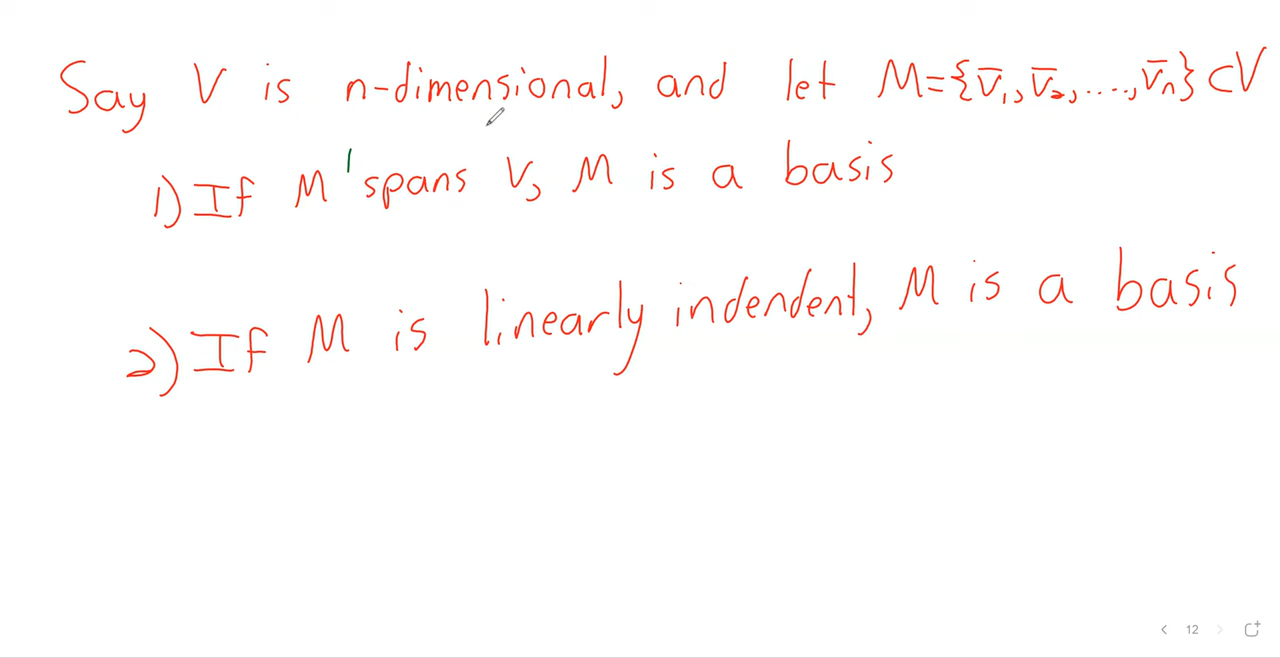 Say V is n-dimensional, and let M={v̄₁, v̄₂, ...., v̄n}⊂V
1) If M 'spans V, M is a basis
2) If M is linearly indendent, M is a basis
< 12 >